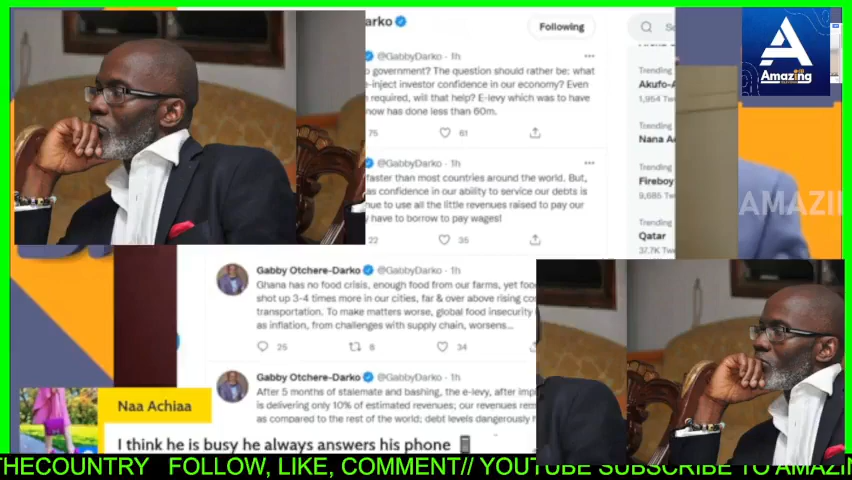 Darko
Following
@GabbyDarko · 1h
government? The question should rather be: what
e-inject investor confidence in our economy? Even
required, will that help? E-levy which was to have
now has done less than 60m.
75 61
@GabbyDarko · 1h
faster than most countries around the world. But,
as confidence in our ability to service our debts is
nue to use all the little revenues raised to pay our
y have to borrow to pay wages!
22 35
Gabby Otchere-Darko @GabbyDarko · 1h
Ghana has no food crisis, enough food from our farms, yet foo
shot up 3-4 times more in our cities, far & over above rising co
transportation. To make matters worse, global food insecurity
as inflation, from challenges with supply chain, worsens...
25 6 34
Gabby Otchere-Darko @GabbyDarko · 1h
After 5 months of stalemate and bashing, the e-levy, after impl
is delivering only 10% of estimated revenues; our revenues rem
as compared to the rest of the world; debt levels dangerously h
Trending
Akufo-A
1,954 Tw
Trending
Nana Ad
Trending
Fireboy
9,685 Tw
Trending
Qatar
37.7K Tw
Amazing
AMAZIN
Naa Achiaa
I think he is busy he always answers his phone
THECOUNTRY FOLLOW, LIKE, COMMENT// YOUTUBE SUBSCRIBE TO AMAZIN